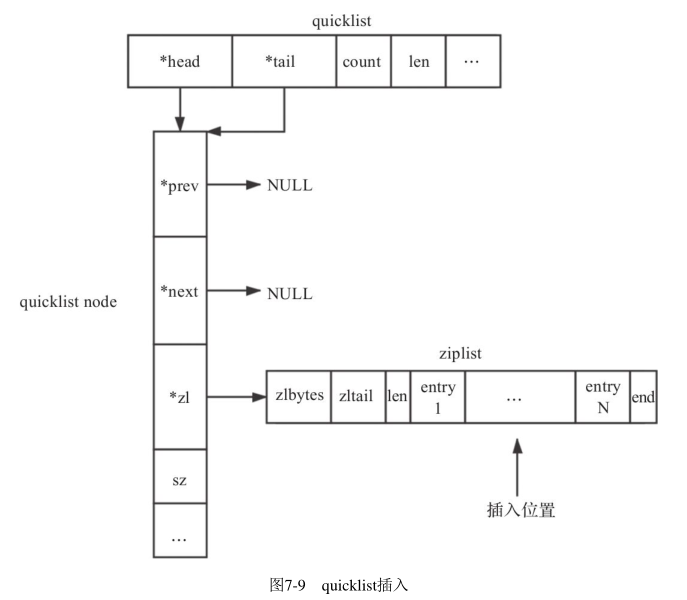 quicklist
*head *tail count len …
*prev NULL
*next NULL
quicklist node
ziplist
*zl zlbytes zltail len entry 1 … entry N end
sz
插入位置
…
图7-9 quicklist插入